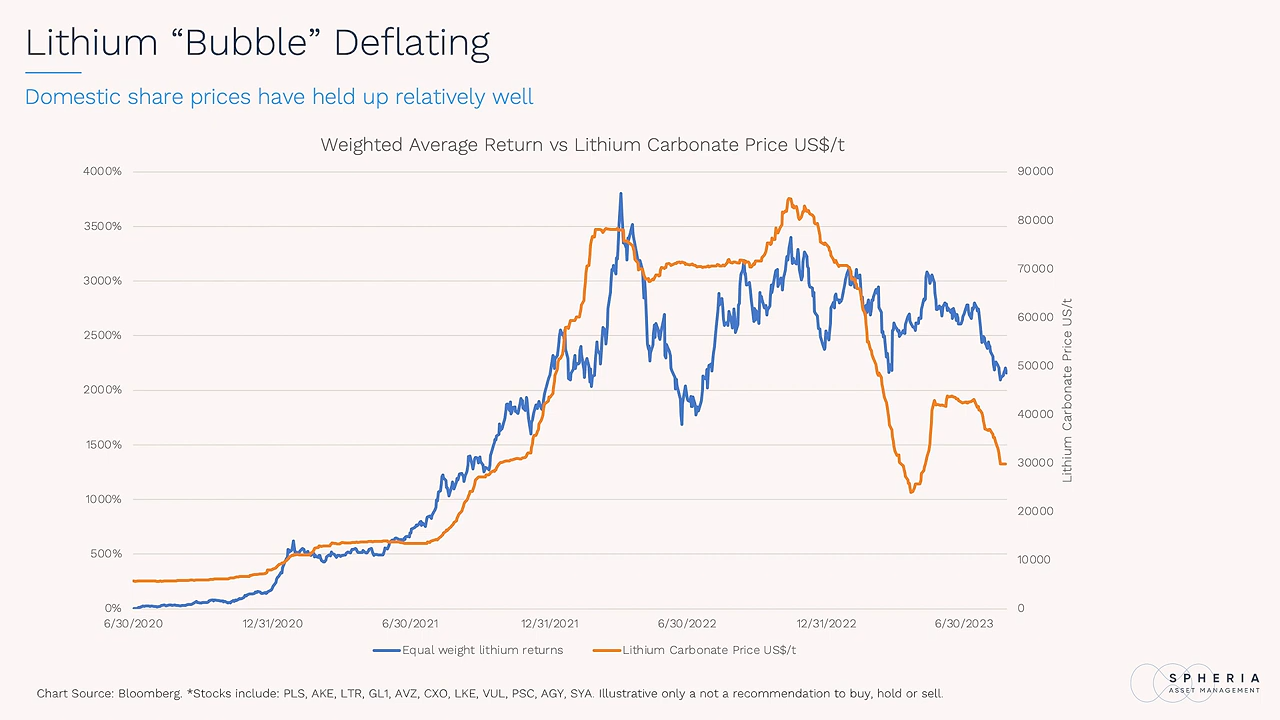 Lithium “Bubble” Deflating
Domestic share prices have held up relatively well
Weighted Average Return vs Lithium Carbonate Price US$/t
4000%
3500%
3000%
2500%
2000%
1500%
1000%
500%
0%
90000
80000
70000
60000
50000
40000
30000
20000
10000
0
Lithium Carbonate Price US/t
6/30/2020
12/31/2020
6/30/2021
12/31/2021
6/30/2022
12/31/2022
6/30/2023
Equal weight lithium returns
Lithium Carbonate Price US$/t
Chart Source: Bloomberg. *Stocks include: PLS, AKE, LTR, GL1, AVZ, CXO, LKE, VUL, PSC, AGY, SYA. Illustrative only a not a recommendation to buy, hold or sell.
SPHERIA
ASSET MANAGEMENT